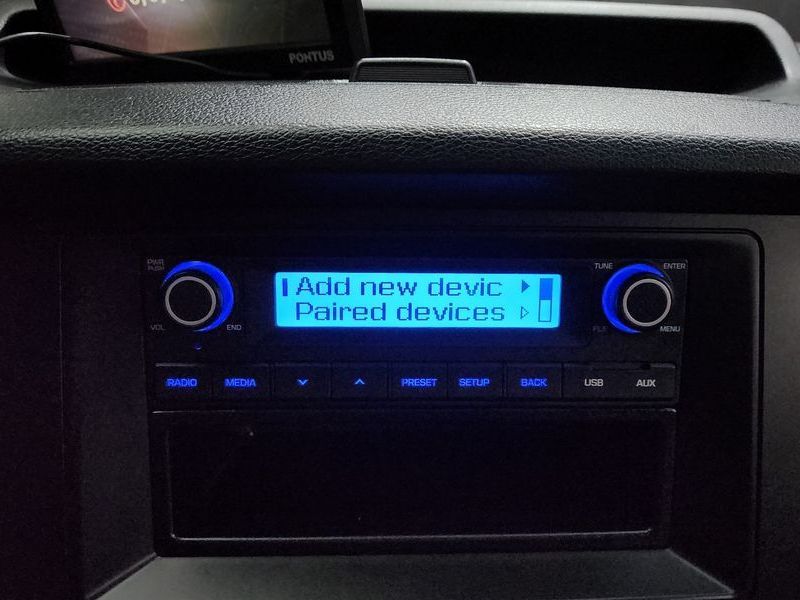 PONTUS
PWR
PUSH
VOL
END
Add new devic
Paired devices
TUNE
ENTER
FILE
MENU
RADIO
MEDIA
PRESET
SETUP
BACK
USB
AUX